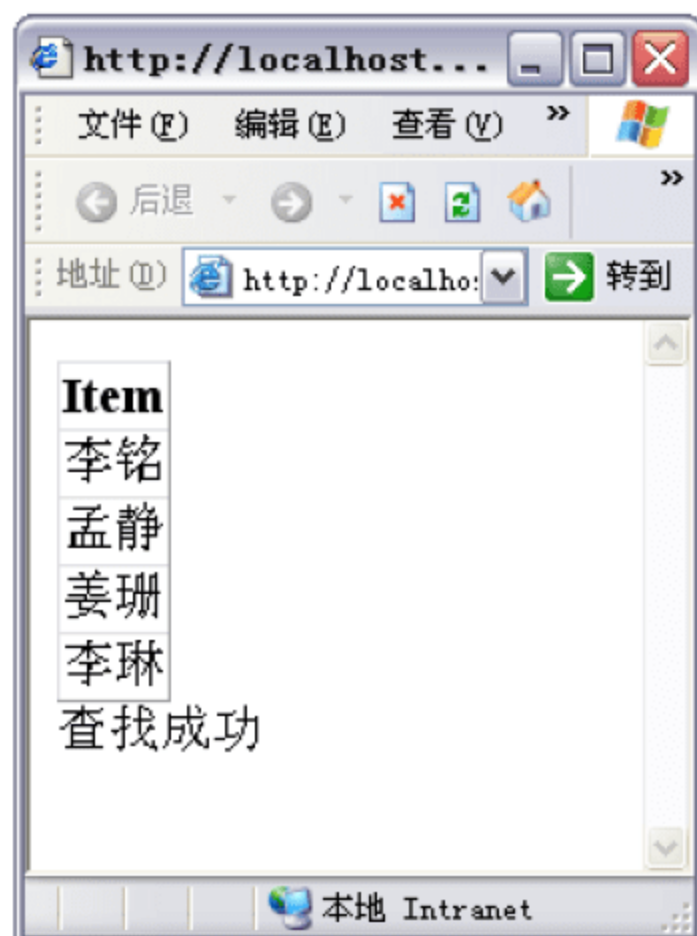 http://localhost...
文件(F) 编辑(E) 查看(V) »
后退 »
地址(D) http://localho: 转到
Item
李铭
孟静
姜珊
李琳
查找成功
本地 Intranet